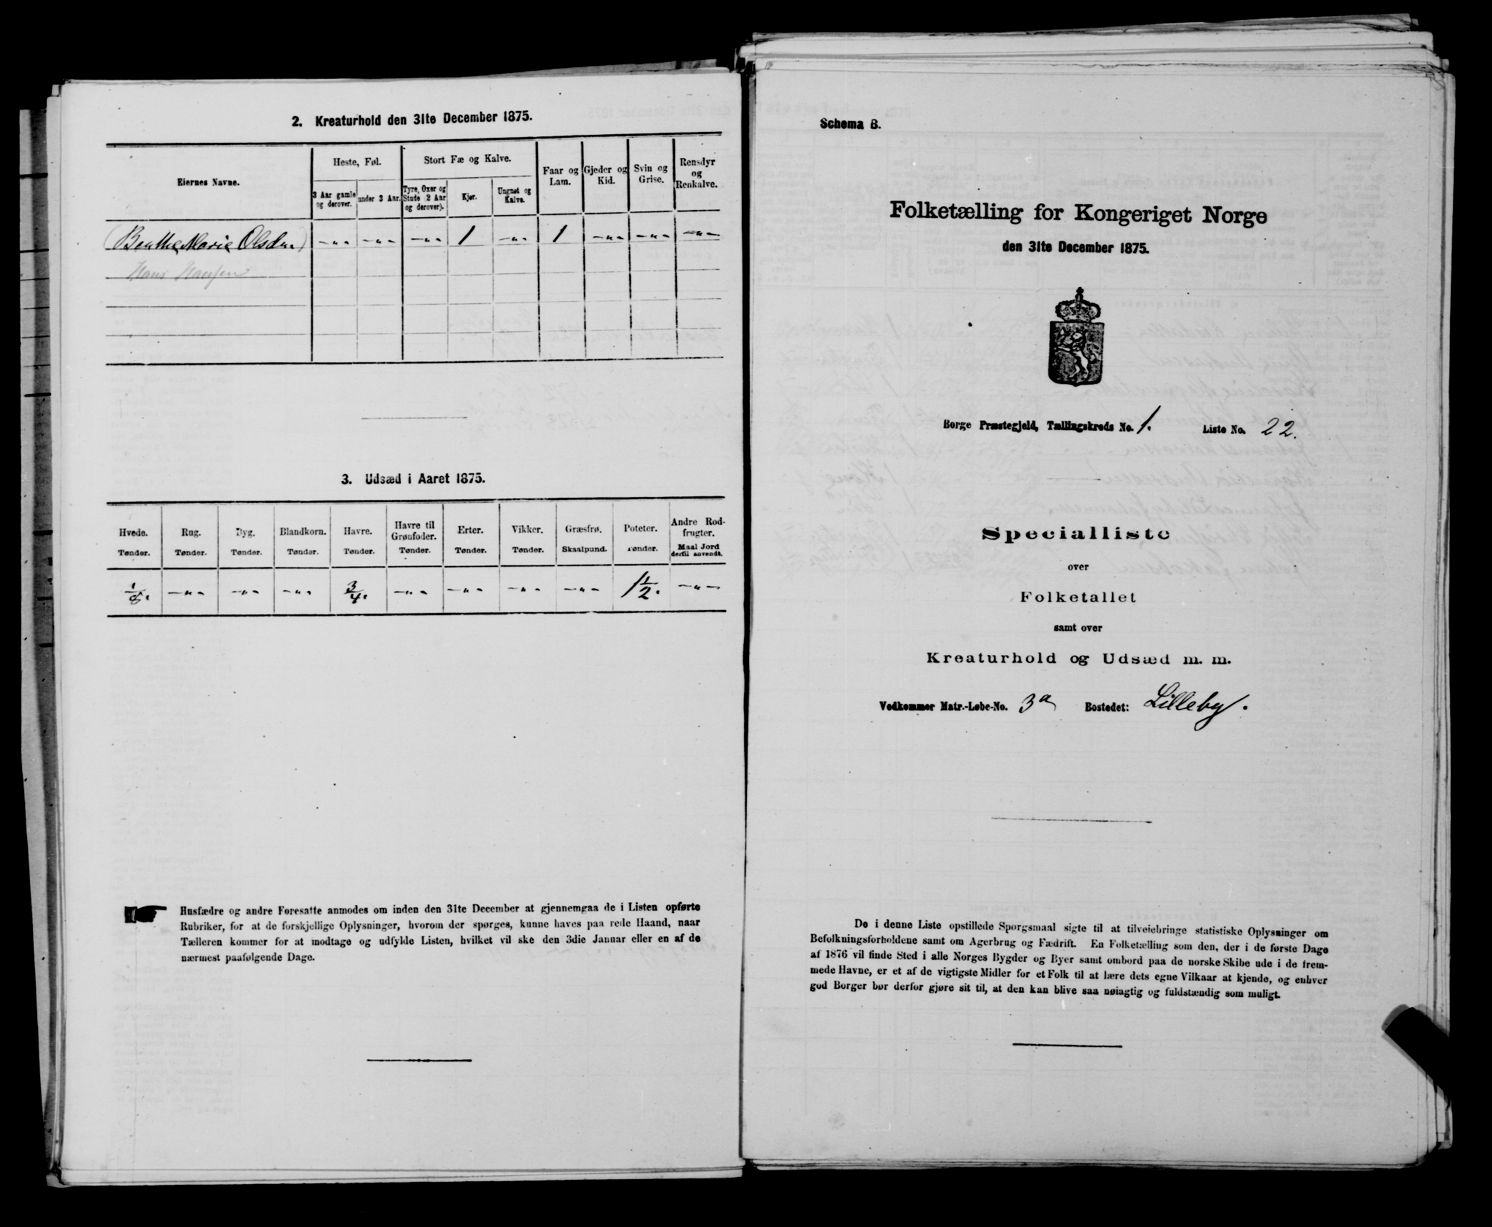 2. Kreaturhold den 31te December 1875.
Eiernes Navne.
Heste, Føl.
Stort Fæ og Kalve.
Faar og Lam.
Gjeder og Kid.
Svin og Grise.
Rensdyr og Renkalve.
3 Aar gamle og derover.
under 3 Aar.
Tyre, Oxer og Stude 2 Aar og derover).
Kjør.
Ungnøt og Kalve.
(Benthe Marie Olsdn) -"- -"- -"- 1 -"- 1 -"- -"- -"-
Hans Hansen
3. Udsæd i Aaret 1875.
Hvede. Rug. Byg. Blandkorn. Havre. Havre til Grønfoder. Erter. Vikker. Græsfrø. Poteter. Andre Rodfrugter.
Tønder. Tønder. Tønder. Tønder. Tønder. Tønder. Tønder. Tønder. Skaalpund. Tønder. Maal Jord dertil anvendt.
1/8. -"- -"- -"- 3/4. -"- -"- -"- -"- 1 1/2. -"-
Husfædre og andre Foresatte anmodes om inden den 31te December at gjennemgaa de i Listen opførte
Rubriker, for at de forskjellige Oplysninger, hvorom der spørges, kunne haves paa rede Haand, naar
Tælleren kommer for at modtage og udfylde Listen, hvilket vil ske den 3die Januar eller en af de
nærmest paafølgende Dage.
Schema B.
Folketælling for Kongeriget Norge
den 31te December 1875.
Borge Præstegjeld, Tællingskreds No. 1. Liste No. 22.
Specialliste
over
Folketallet
samt over
Kreaturhold og Udsæd m. m.
Vedkommer Matr.-Løbe-No. 3a Bostedet: Lilleby.
De i denne Liste opstillede Spørgsmaal sigte til at tilveiebringe statistiske Oplysninger om
Befolkningsforholdene samt om Agerbrug og Fædrift. En Folketælling som den, der i de første Dage
af 1876 vil finde Sted i alle Norges Bygder og Byer samt ombord paa de norske Skibe ude i de frem-
mede Havne, er et af de vigtigste Midler for et Folk til at lære dets egne Vilkaar at kjende, og enhver
god Borger bør derfor gjøre sit til, at den kan blive saa nøiagtig og fuldstændig som muligt.